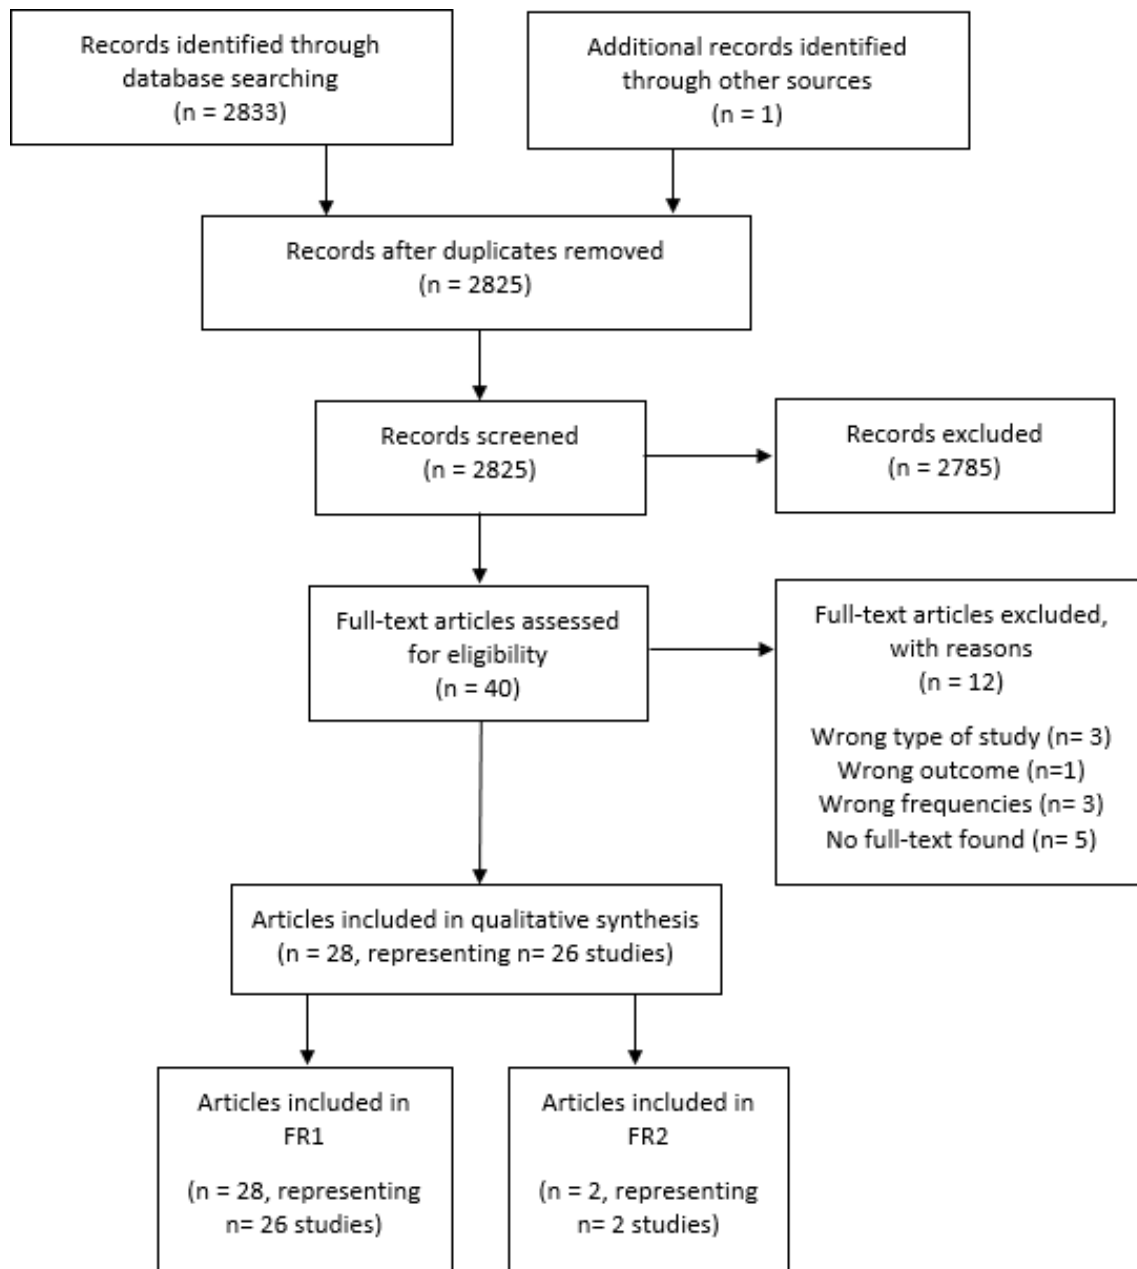 Records identified through
database searching
(n = 2833)
Additional records identified
through other sources
(n = 1)
Records after duplicates removed
(n = 2825)
Records screened
(n = 2825)
Records excluded
(n = 2785)
Full-text articles assessed
for eligibility
(n = 40)
Full-text articles excluded,
with reasons
(n = 12)
Wrong type of study (n= 3)
Wrong outcome (n=1)
Wrong frequencies (n= 3)
No full-text found (n= 5)
Articles included in qualitative synthesis
(n = 28, representing n= 26 studies)
Articles included in
FR1
(n = 28, representing
n= 26 studies)
Articles included in
FR2
(n = 2, representing
n= 2 studies)